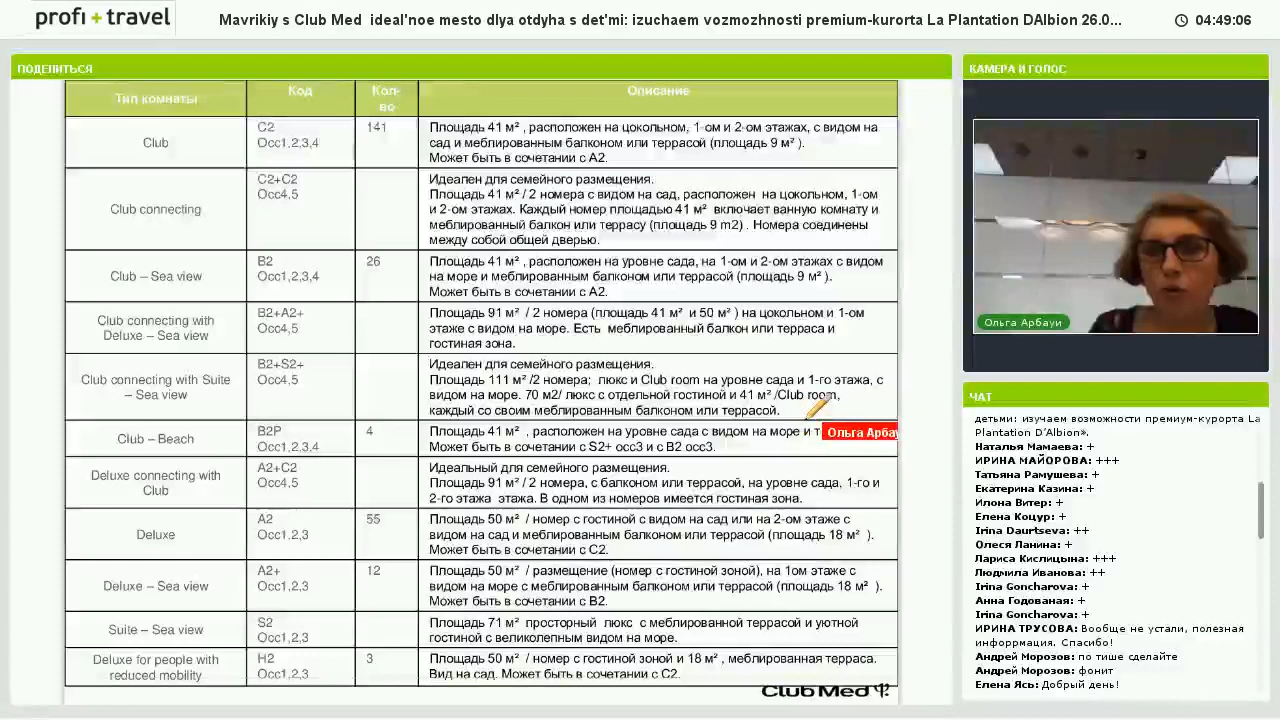 profi + travel
Mavrikiy s Club Med ideal'noe mesto dlya otdyha s det'mi: izuchaem vozmozhnosti premium-kurorta La Plantation DAlbion 26.0...
04:49:06
ПОДЕЛИТЬСЯ
Тип комнаты Код Кол-во Описание
Club
C2
Occ1,2,3,4
141
Площадь 41 м² , расположен на цокольном, 1-ом и 2-ом этажах, с видом на
сад и меблированным балконом или террасой (площадь 9 м² ).
Может быть в сочетании с А2.
Club connecting
C2+C2
Occ4,5
Идеален для семейного размещения.
Площадь 41 м² / 2 номера с видом на сад, расположен на цокольном, 1-ом
и 2-ом этажах. Каждый номер площадью 41 м² включает ванную комнату и
меблированный балкон или террасу (площадь 9 m2) . Номера соединены
между собой общей дверью.
Club – Sea view
B2
Occ1,2,3,4
26
Площадь 41 м² , расположен на уровне сада, на 1-ом и 2-ом этажах с видом
на море и меблированным балконом или террасой (площадь 9 м² ).
Может быть в сочетании с А2.
Club connecting with
Deluxe – Sea view
B2+A2+
Occ4,5
Площадь 91 м² / 2 номера (площадь 41 м² и 50 м² ) на цокольном и 1-ом
этаже с видом на море. Есть меблированный балкон или терраса и
гостиная зона.
Club connecting with Suite
– Sea view
B2+S2+
Occ4,5
Идеален для семейного размещения.
Площадь 111 м² /2 номера; люкс и Club room на уровне сада и 1-го этажа, с
видом на море. 70 м2/ люкс с отдельной гостиной и 41 м² /Club room,
каждый со своим меблированным балконом или террасой.
Club – Beach
B2P
Occ1,2,3,4
4
Площадь 41 м² , расположен на уровне сада с видом на море и т
Может быть в сочетании с S2+ осс3 и с В2 осс3.
Ольга Арбау
Deluxe connecting with
Club
A2+C2
Occ4,5
Идеальный для семейного размещения.
Площадь 91 м² / 2 номера, с балконом или террасой, на уровне сада, 1-го и
2-го этажа этажа. В одном из номеров имеется гостиная зона.
Deluxe
A2
Occ1,2,3
55
Площадь 50 м² / номер с гостиной с видом на сад или на 2-ом этаже с
видом на сад и меблированным балконом или террасой (площадь 18 м² ).
Может быть в сочетании с С2.
Deluxe – Sea view
A2+
Occ1,2,3
12
Площадь 50 м² / размещение (номер с гостиной зоной), на 1ом этаже с
видом на море с меблированным балконом или террасой (площадь 18 м² ).
Может быть в сочетании с В2.
Suite – Sea view
S2
Occ1,2,3
Площадь 71 м² просторный люкс с меблированной террасой и уютной
гостиной с великолепным видом на море.
Deluxe for people with
reduced mobility
H2
Occ1,2,3
3
Площадь 50 м² / номер с гостиной зоной и 18 м² , меблированная терраса.
Вид на сад. Может быть в сочетании с С2.
Club Med
КАМЕРА И ГОЛОС
Ольга Арбауи
ЧАТ
детьми: изучаем возможности премиум-курорта La
Plantation D'Albion».
Наталья Мамаева: +
ИРИНА МАЙОРОВА: +++
Татьяна Рамушева: +
Екатерина Казина: +
Илона Витер: +
Елена Коцур: +
Irina Daurtseva: ++
Олеся Ланина: +
Лариса Кислицына: +++
Людмила Иванова: ++
Irina Goncharova: +
Анна Годованая: +
Irina Goncharova: +
ИРИНА ТРУСОВА: Вообще не устали, полезная
информация. Спасибо!
Андрей Морозов: по тише сделайте
Андрей Морозов: фонит
Елена Ясь: Добрый день!